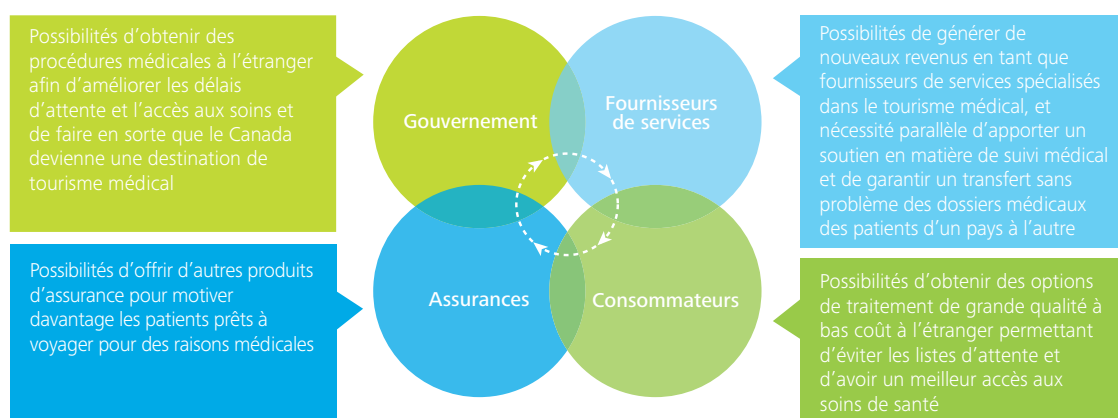 Possibilités d’obtenir des
procédures médicales à l’étranger
afin d’améliorer les délais
d’attente et l’accès aux soins et
de faire en sorte que le Canada
devienne une destination de
tourisme médical
Gouvernement
Fournisseurs
de services
Possibilités de générer de
nouveaux revenus en tant que
fournisseurs de services spécialisés
dans le tourisme médical, et
nécessité parallèle d’apporter un
soutien en matière de suivi médical
et de garantir un transfert sans
problème des dossiers médicaux
des patients d’un pays à l’autre
Possibilités d’offrir d’autres produits
d’assurance pour motiver
davantage les patients prêts à
voyager pour des raisons médicales
Assurances
Consommateurs
Possibilités d’obtenir des options
de traitement de grande qualité à
bas coût à l’étranger permettant
d’éviter les listes d’attente et
d’avoir un meilleur accès aux
soins de santé